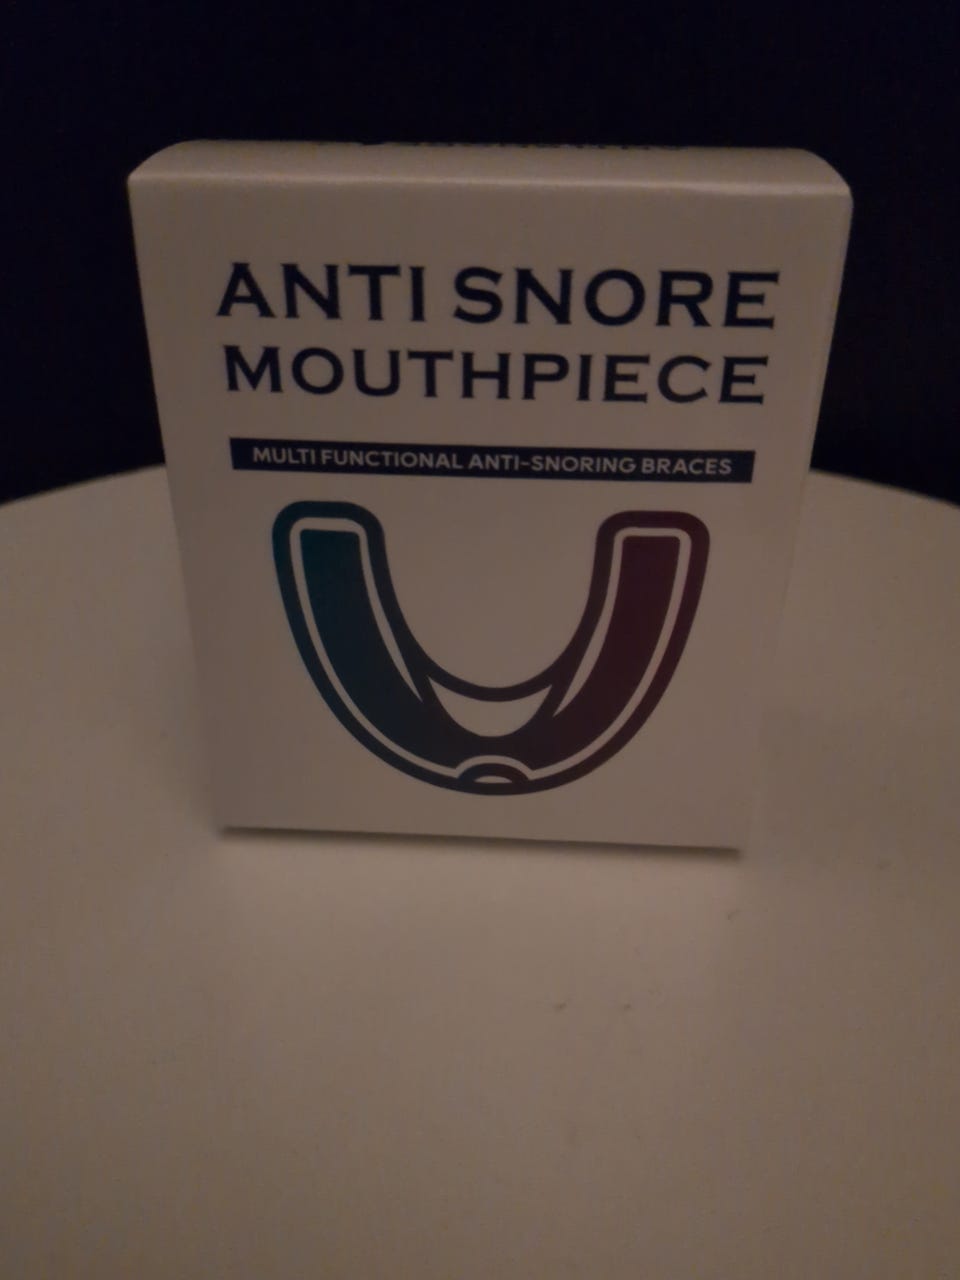 ANTI SNORE
MOUTHPIECE
MULTI FUNCTIONAL ANTI-SNORING BRACES